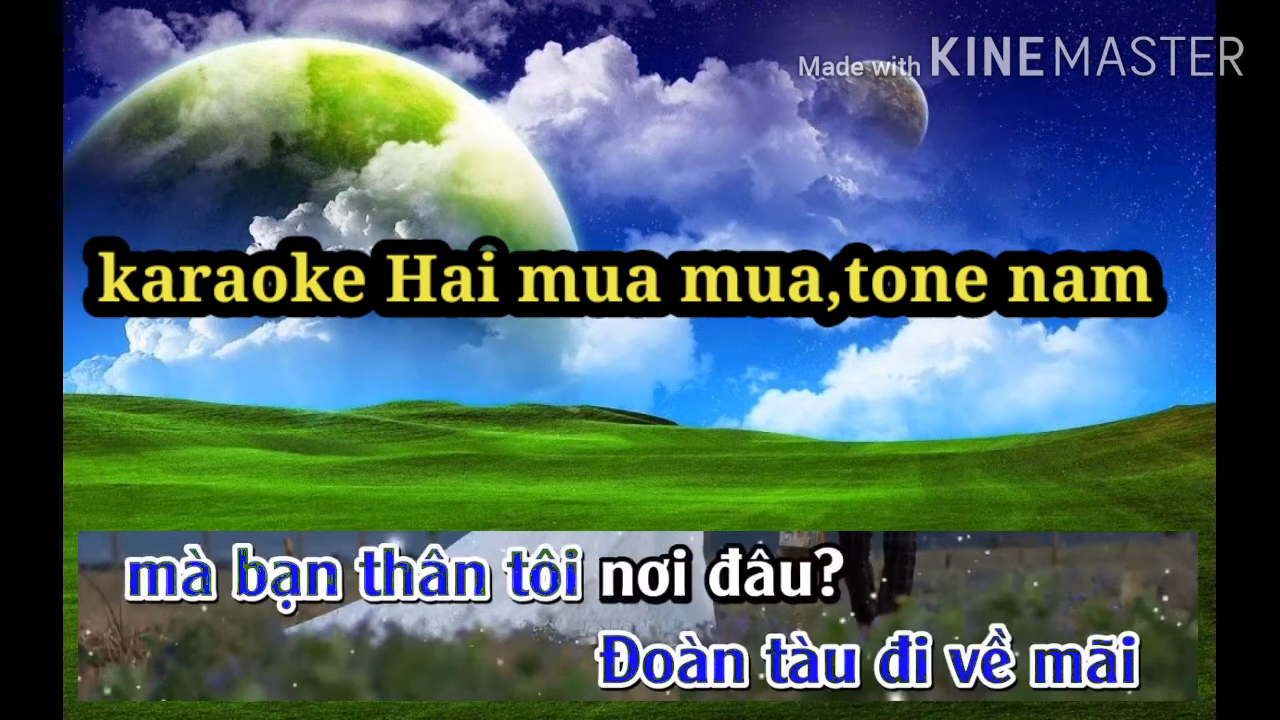 Made with KINEMASTER
karaoke Hai mua mua,tone nam
mà bạn thân tôi nơi đâu?
Đoàn tàu đi về mãi